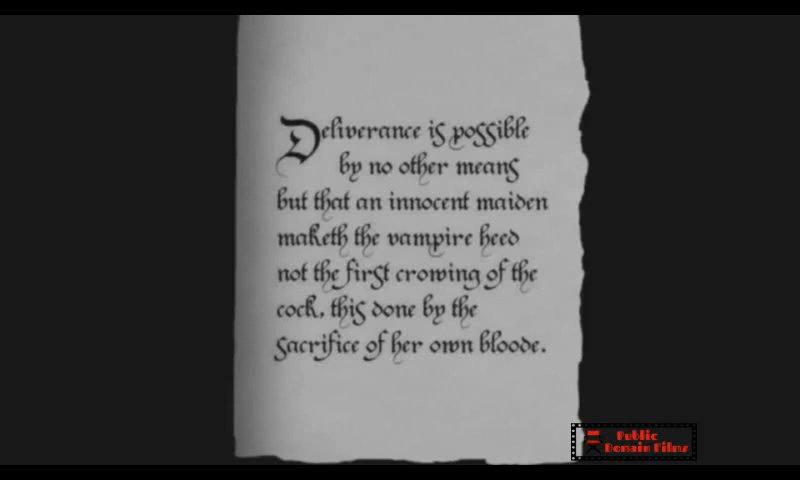 Deliverance is possible
by no other means
but that an innocent maiden
maketh the vampire heed
not the first crowing of the
cock, this done by the
sacrifice of her own bloode.
Public
Domain Films